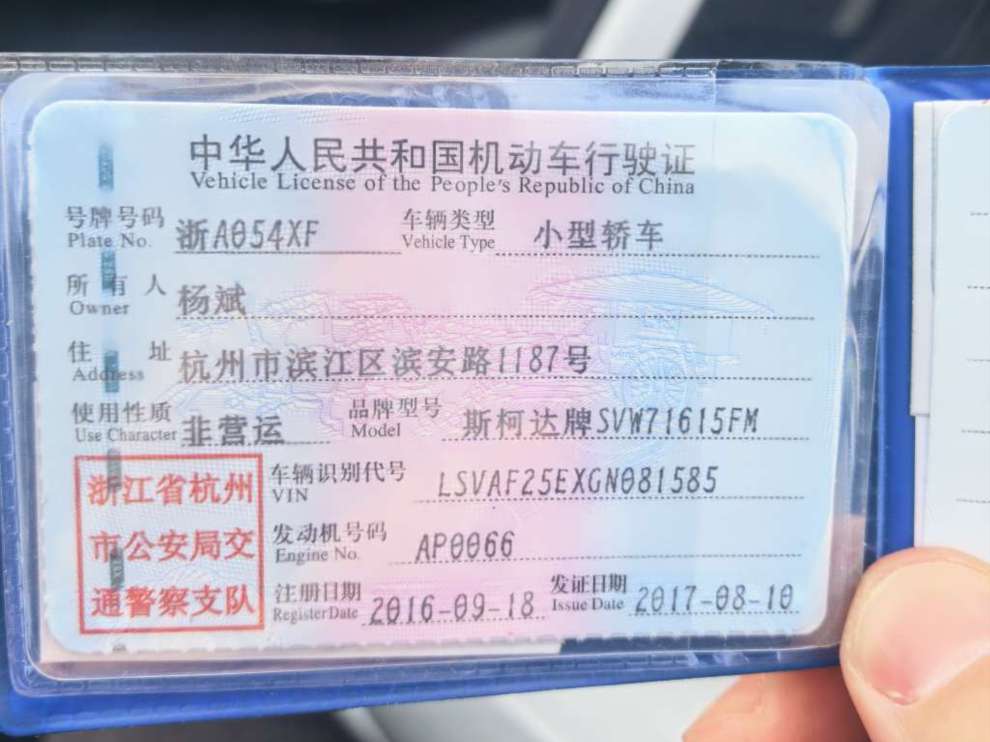 中华人民共和国机动车行驶证
Vehicle License of the People's Republic of China
号牌号码 浙A054XF 车辆类型 小型轿车
Plate No. Vehicle Type
所有人 杨斌
Owner
住址 杭州市滨江区滨安路1187号
Address
使用性质 非营运 品牌型号 斯柯达牌SVW71615FM
Use Character Model
浙江省杭州
市公安局交
通警察支队
车辆识别代号 LSVAF25EXGN081585
VIN
发动机号码 AP0066
Engine No.
注册日期 2016-09-18 发证日期 2017-08-10
Register Date Issue Date